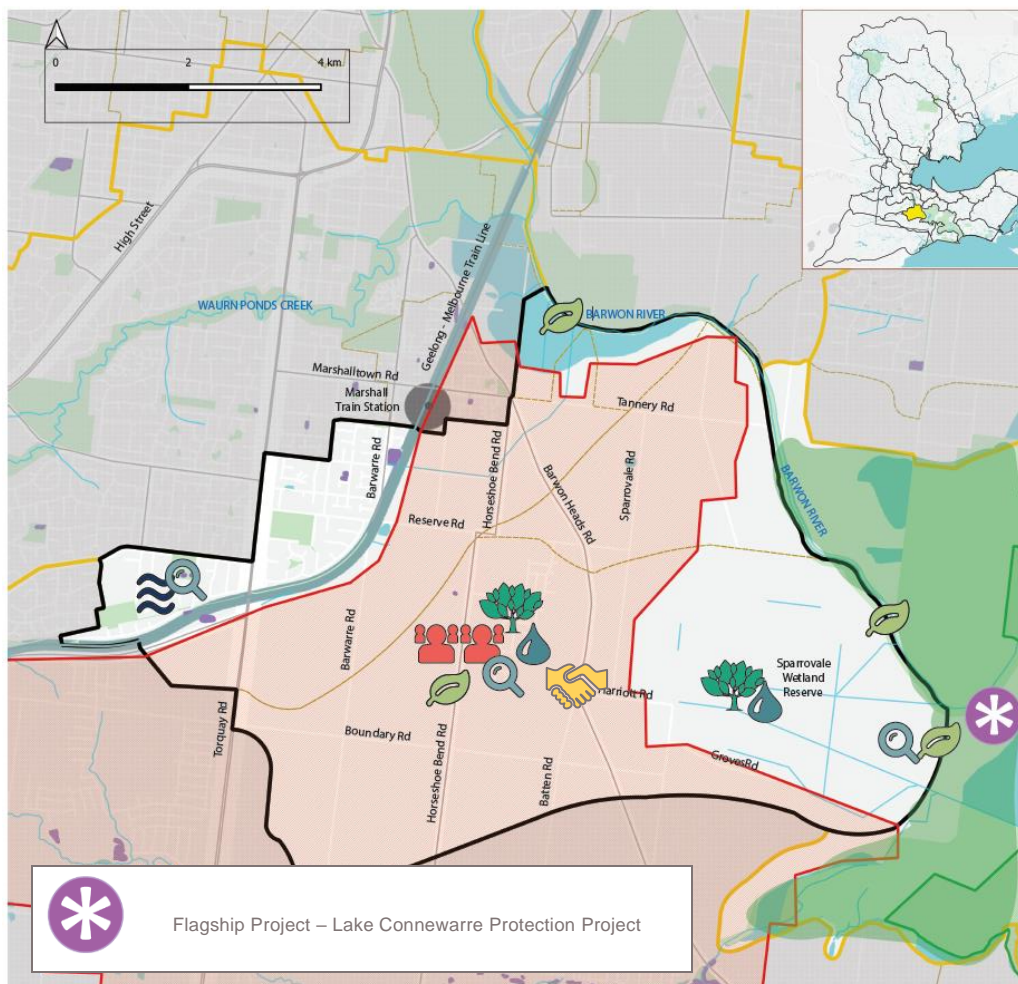 0 2 4 km
High Street
Geelong - Melbourne Train Line
WAURN PONDS CREEK
BARWON RIVER
Marshalltown Rd
Marshall
Train Station
Tannery Rd
Barwarre Rd
Horseshoe Bend Rd
Sparrovale Rd
Barwon Heads Rd
BARWON RIVER
Reserve Rd
Barwarre Rd
Sparrovale
Wetland
Reserve
Harriott Rd
Torquay Rd
Boundary Rd
Horseshoe Bend Rd
Batten Rd
GrovesRd
Flagship Project – Lake Connewarre Protection Project